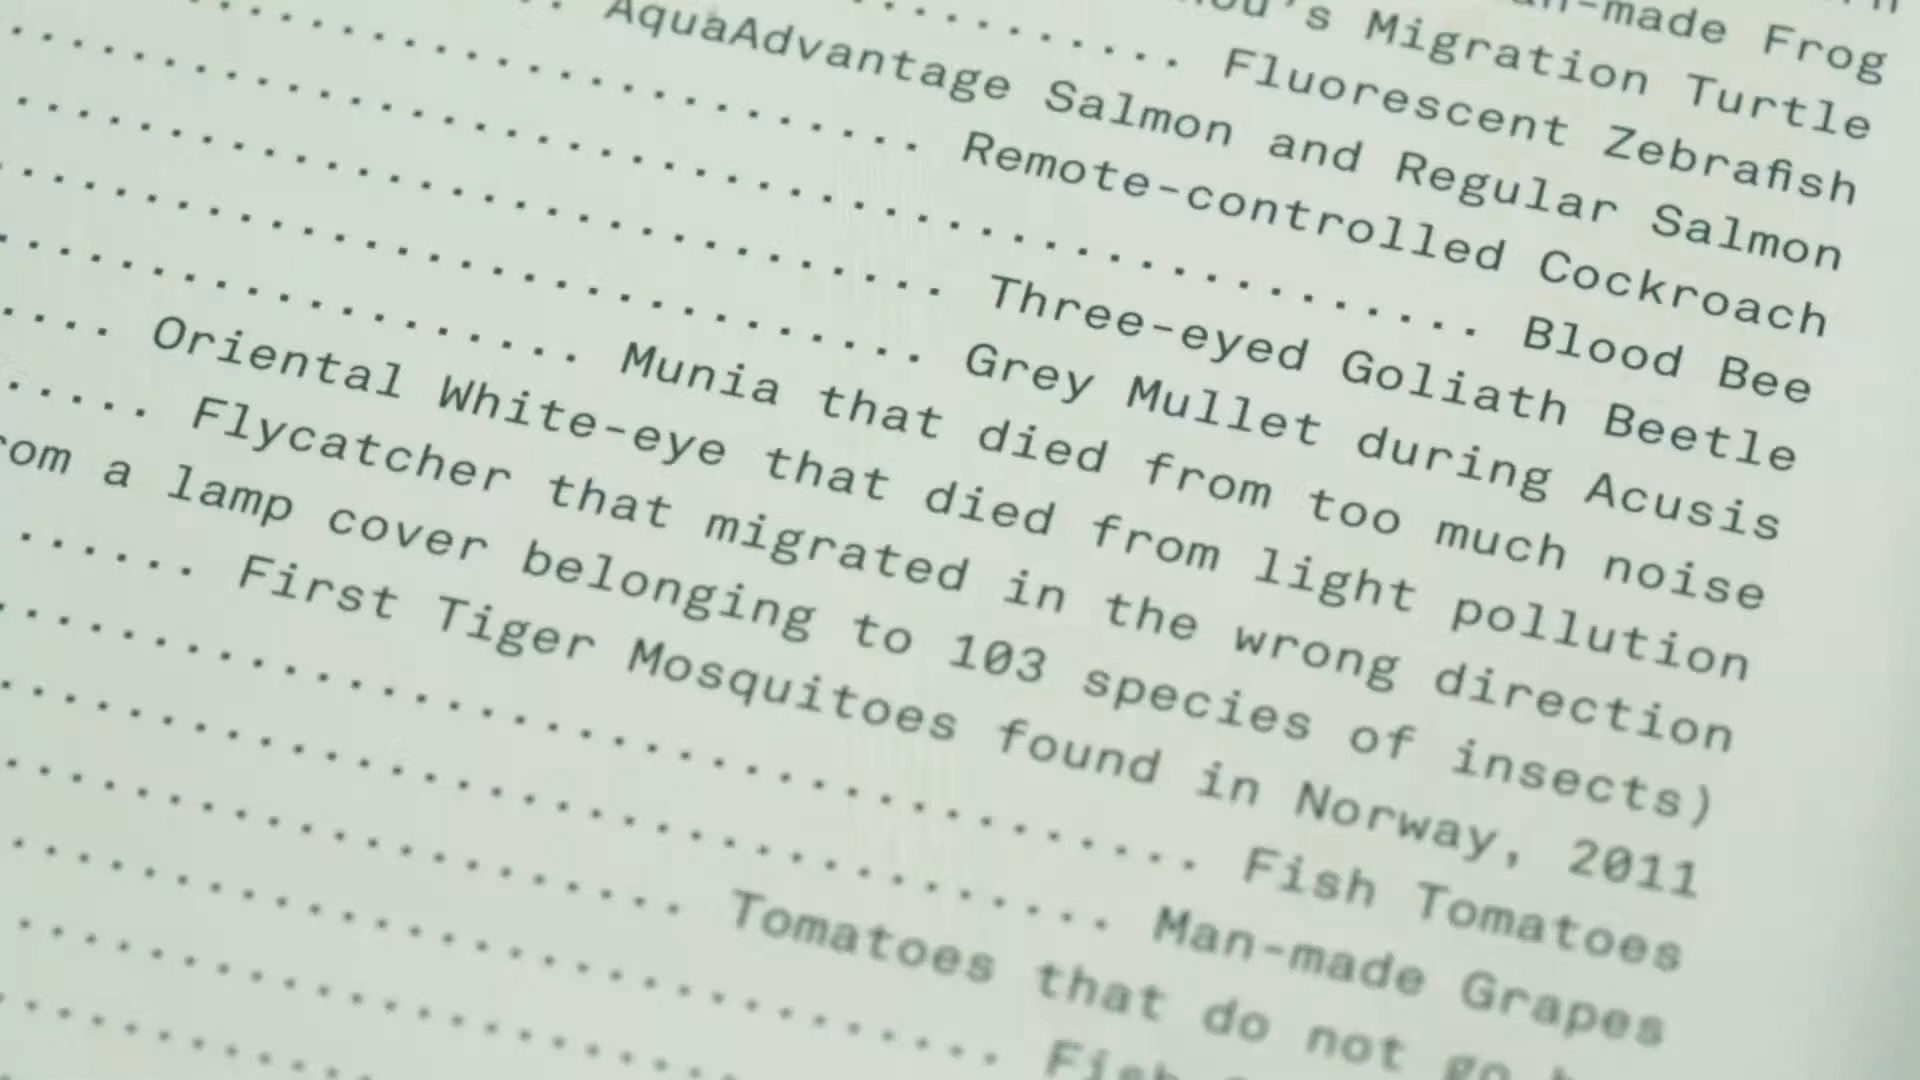 -made Frog
's Migration Turtle
.......... Fluorescent Zebrafish
AquaAdvantage Salmon and Regular Salmon
.................... Remote-controlled Cockroach
.................................... Blood Bee
........................ Three-eyed Goliath Beetle
........................ Grey Mullet during Acusis
................ Munia that died from too much noise
.... Oriental White-eye that died from light pollution
..... Flycatcher that migrated in the wrong direction
a lamp cover belonging to 103 species of insects)
...... First Tiger Mosquitoes found in Norway, 2011
................................ Fish Tomatoes
............................. Man-made Grapes
.................. Tomatoes that do not go
.......................... Fish